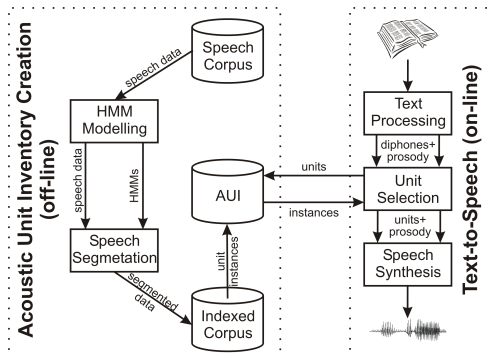 Acoustic Unit Inventory Creation
(off-line)
Speech
Corpus
speech data
HMM
Modelling
speech data
HMMs
Speech
Segmetation
segmented
data
Indexed
Corpus
unit
instances
AUI
units
instances
Text
Processing
diphones+
prosody
Unit
Selection
units+
prosody
Speech
Synthesis
Text-to-Speech (on-line)